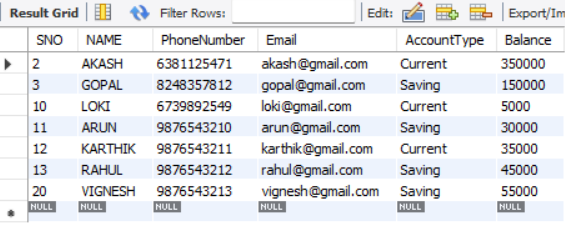 Result Grid Filter Rows: Edit: Export/Im
SNO NAME PhoneNumber Email AccountType Balance
2 AKASH 6381125471 akash@gmail.com Current 350000
3 GOPAL 8248357812 gopal@gmail.com Saving 150000
10 LOKI 6739892549 loki@gmail.com Current 5000
11 ARUN 9876543210 arun@gmail.com Saving 30000
12 KARTHIK 9876543211 karthik@gmail.com Current 35000
13 RAHUL 9876543212 rahul@gmail.com Saving 45000
20 VIGNESH 9876543213 vignesh@gmail.com Saving 55000
NULL NULL NULL NULL NULL NULL